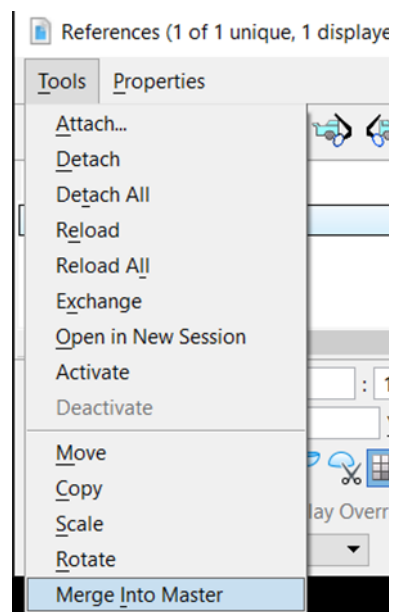 References (1 of 1 unique, 1 displaye
Tools Properties
Attach...
Detach
Detach All
Reload
Reload All
Exchange
Open in New Session
Activate
: 1
Deactivate
Move
Copy
lay Overr
Scale
Rotate
Merge Into Master